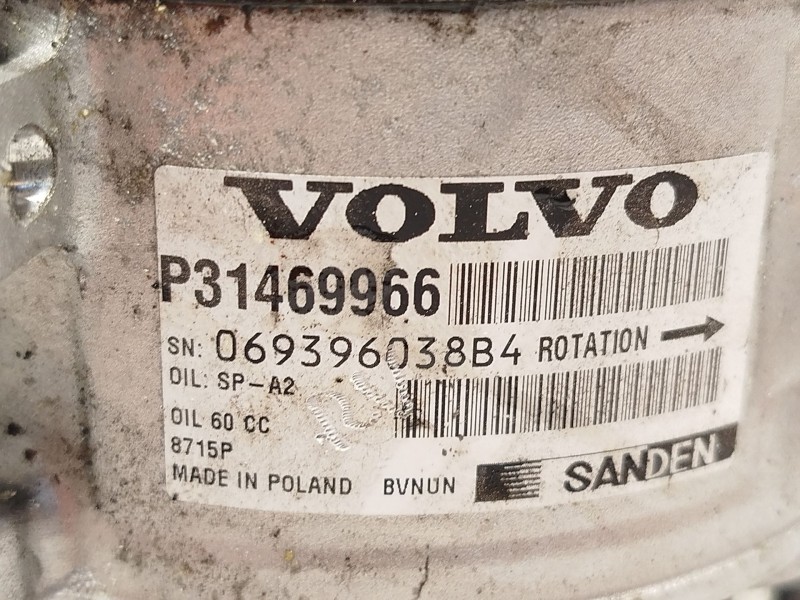 VOLVO
P31469966
SN: 069396038B4 ROTATION
OIL: SP-A2
OIL 60 CC
8715P
MADE IN POLAND BVNUN SANDEN